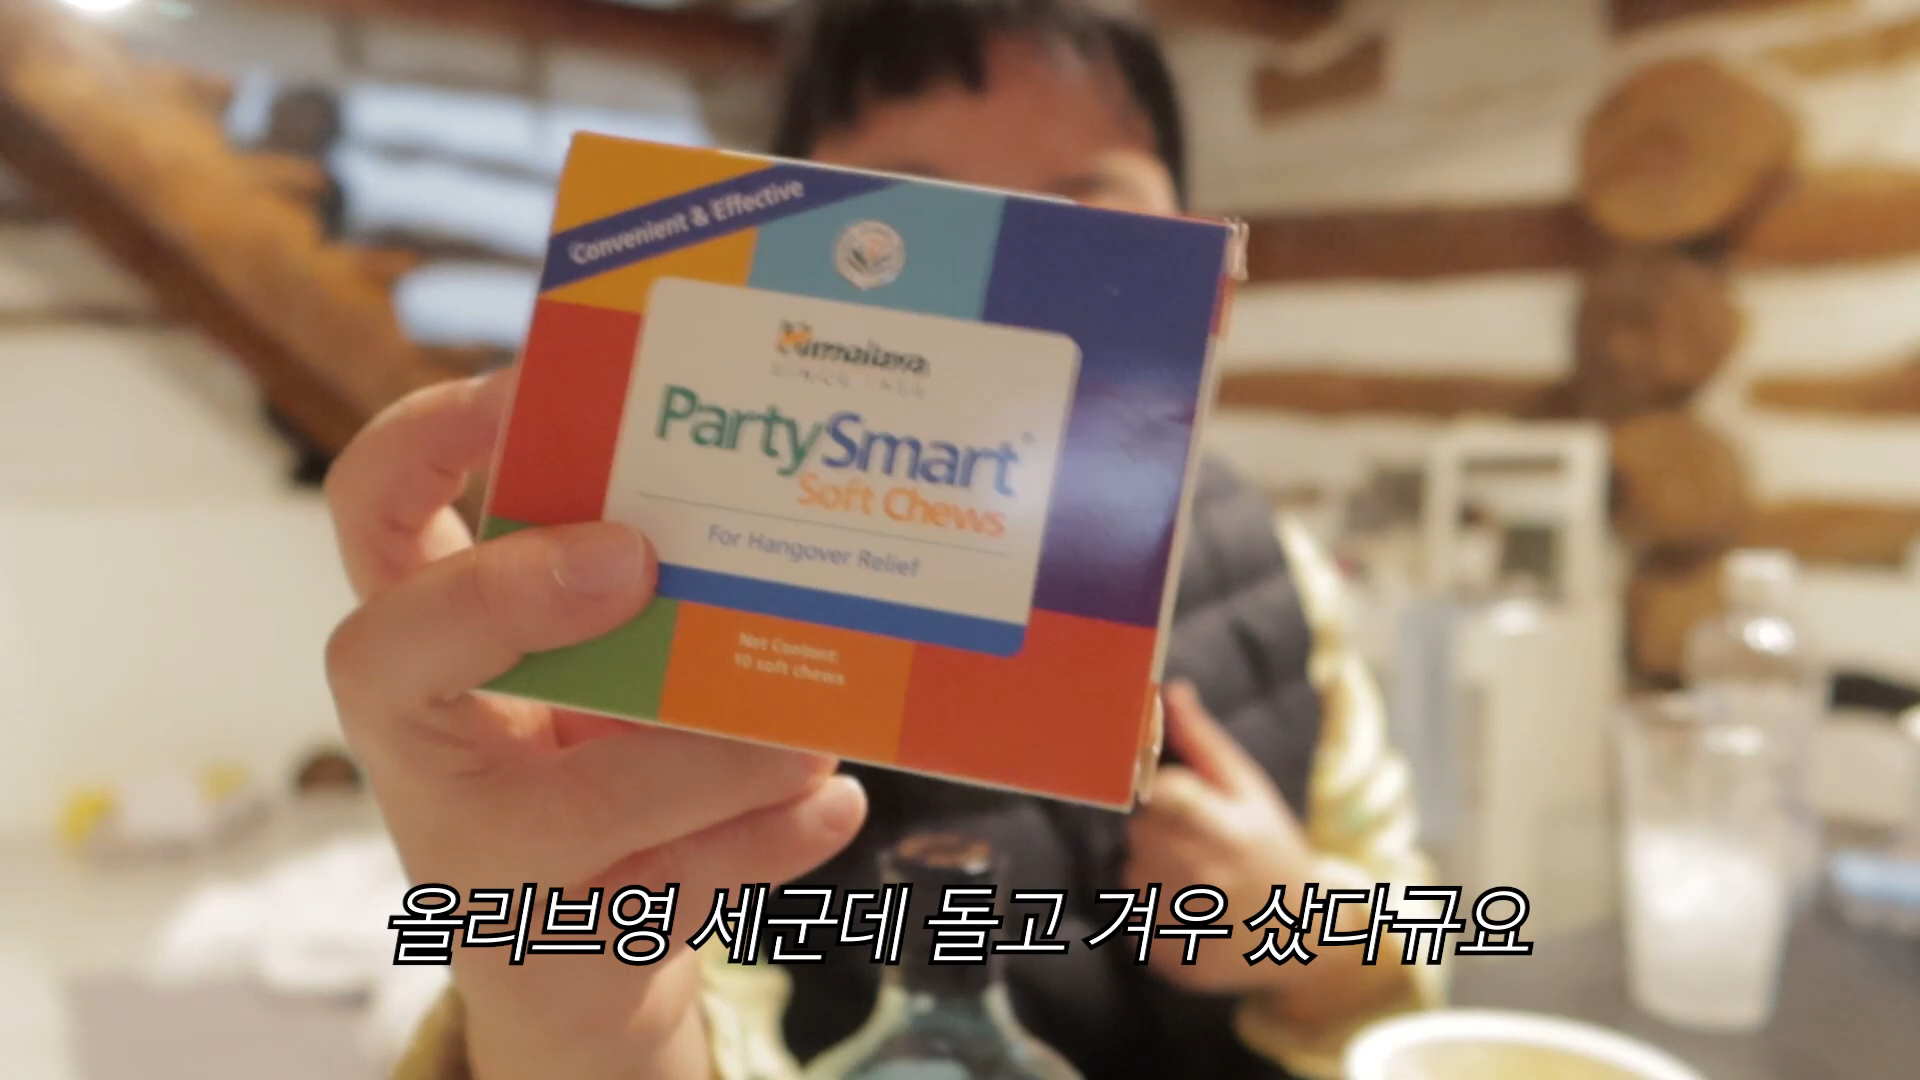 Convenient & Effective
Himalaya
PartySmart
Soft Chews
For Hangover Relief
Net Content:
10 soft chews
올리브영 세군데 돌고 겨우 샀다규요